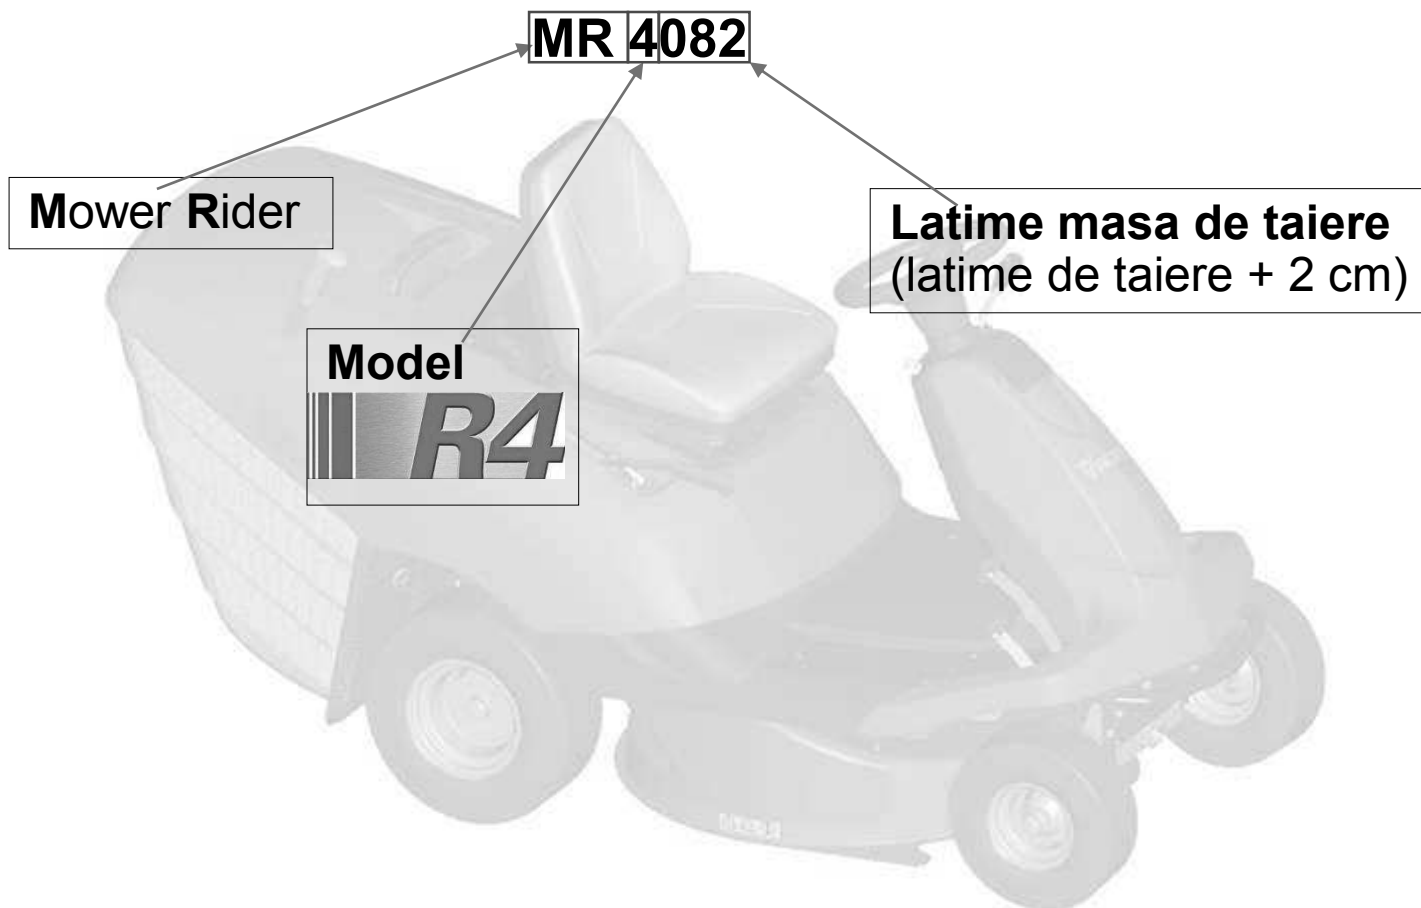 MR 4082
Mower Rider
Latime masa de taiere
(latime de taiere + 2 cm)
Model
R4